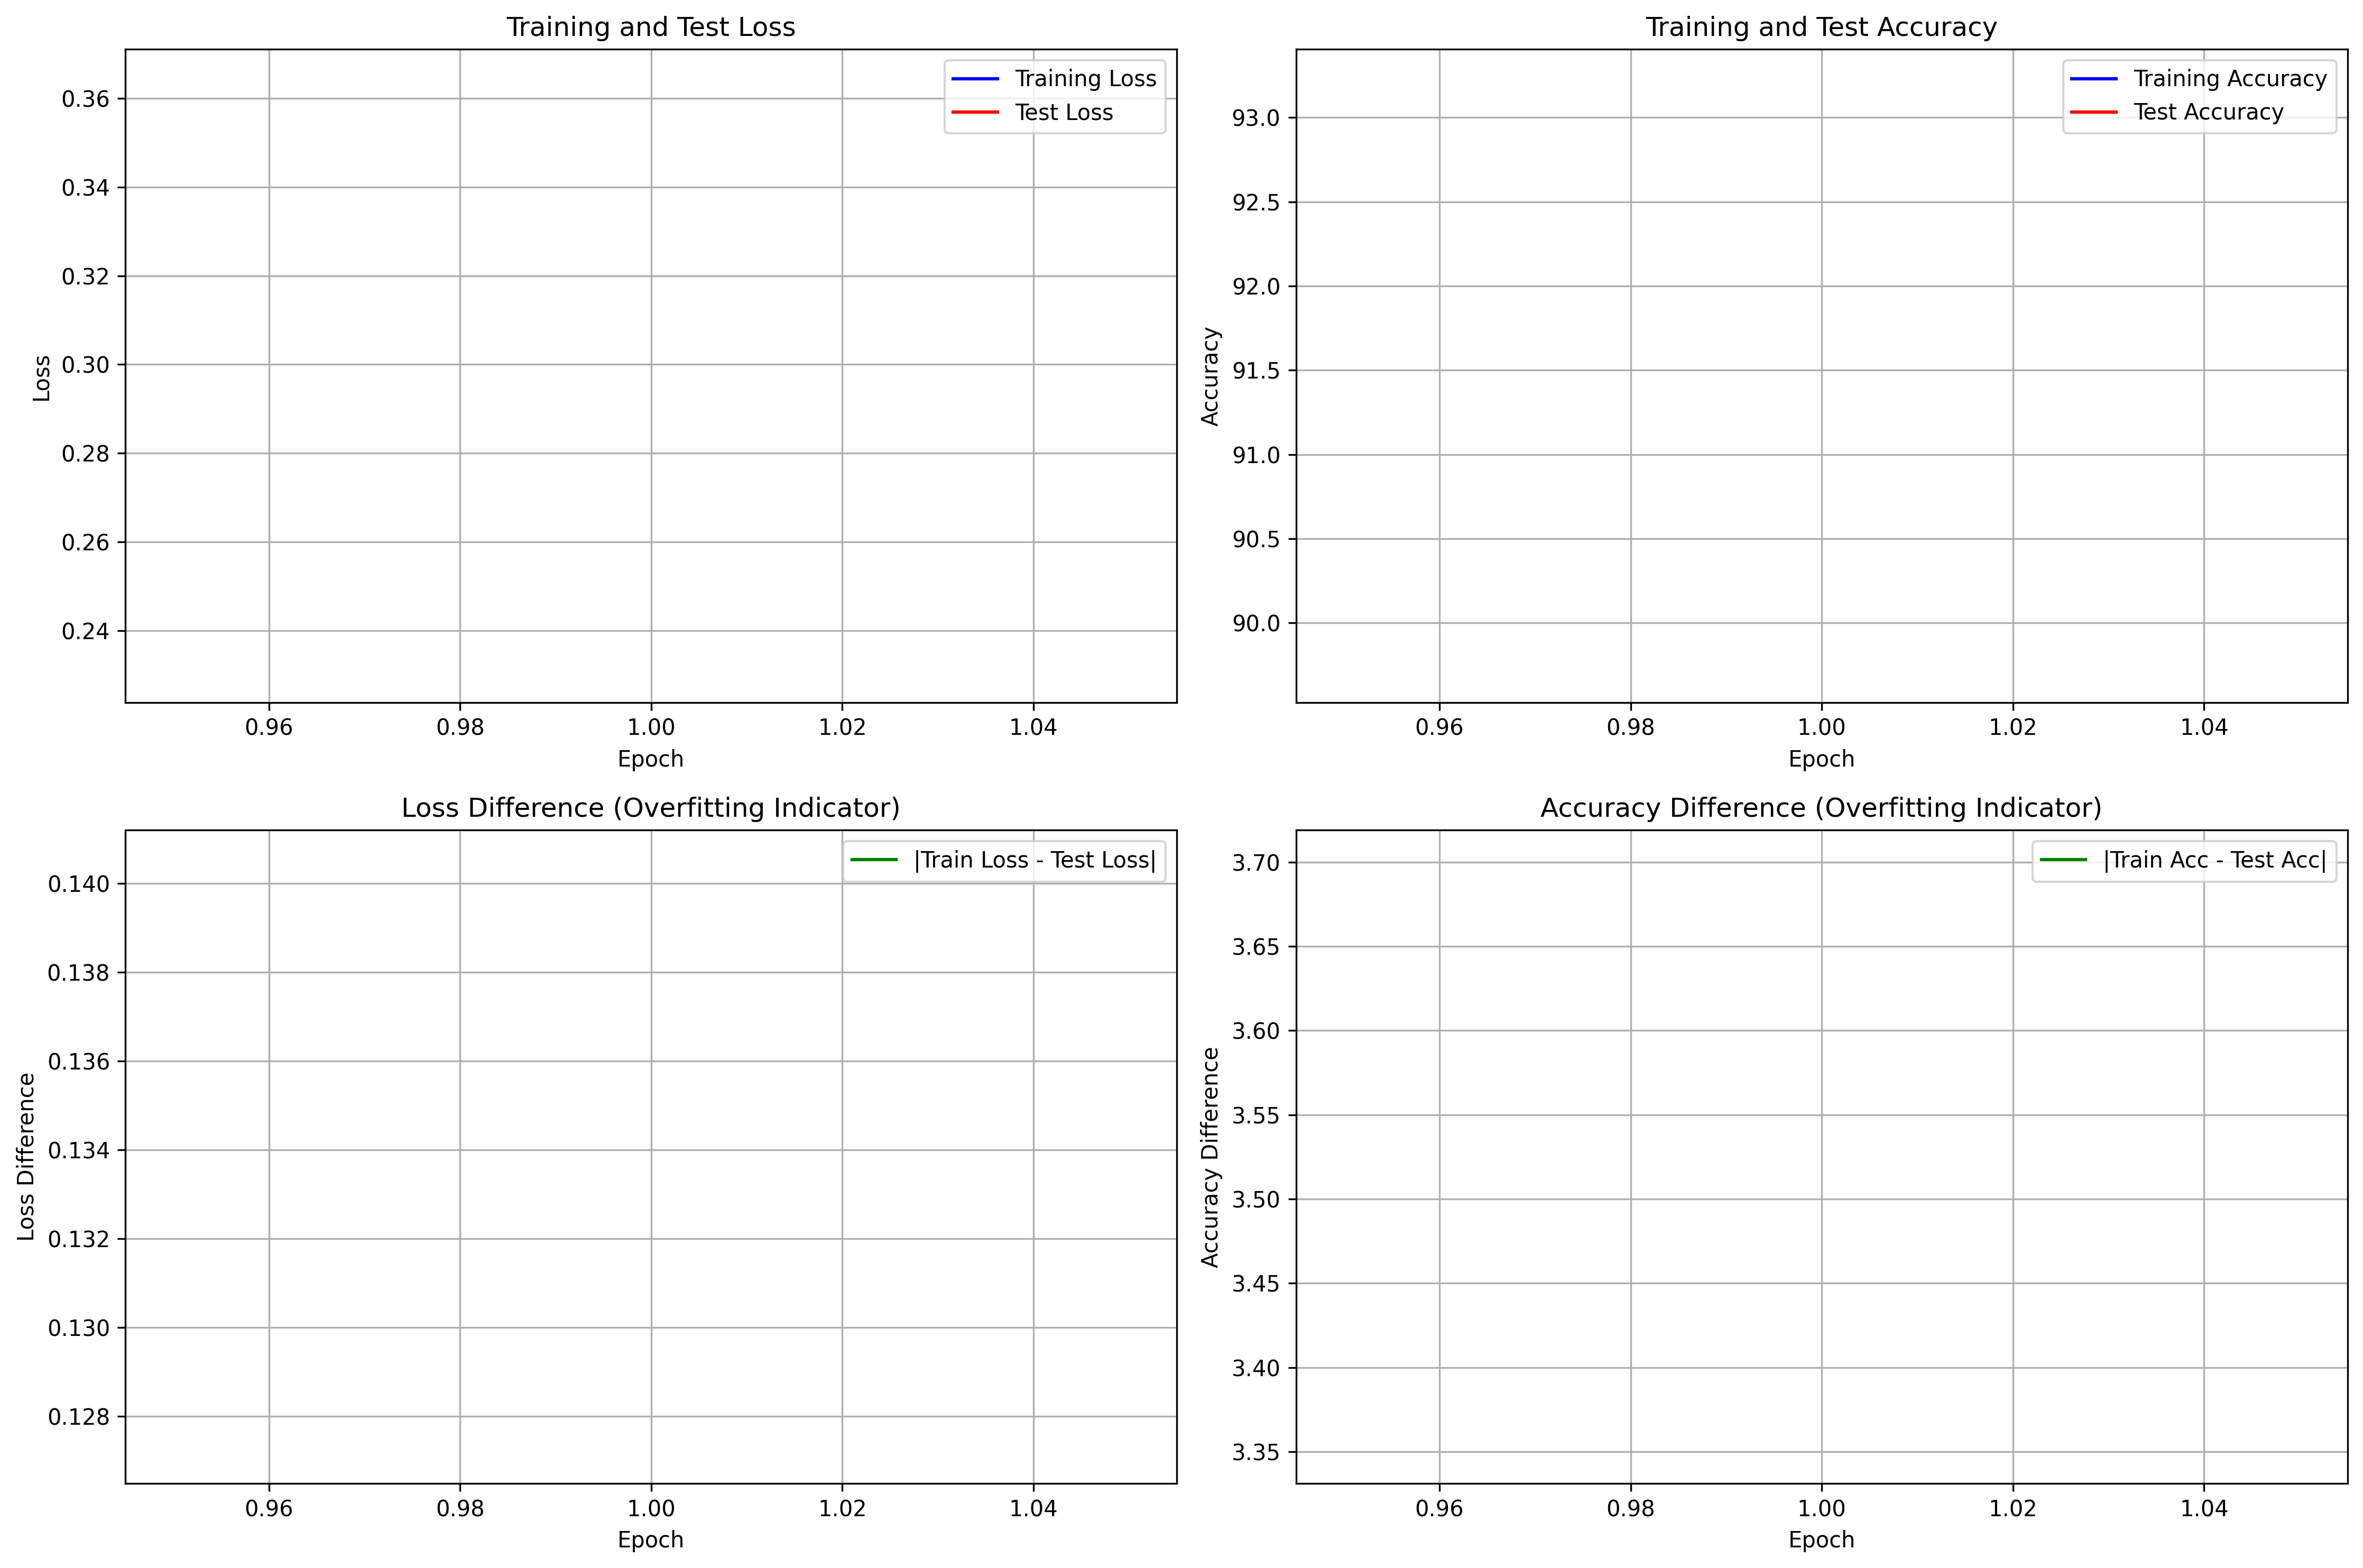 Training and Test Loss
Training Loss
Test Loss
0.36
0.34
0.32
0.30
0.28
0.26
0.24
Loss
0.96 0.98 1.00 1.02 1.04
Epoch
Training and Test Accuracy
Training Accuracy
Test Accuracy
93.0
92.5
92.0
91.5
91.0
90.5
90.0
Accuracy
0.96 0.98 1.00 1.02 1.04
Epoch
Loss Difference (Overfitting Indicator)
|Train Loss - Test Loss|
0.140
0.138
0.136
0.134
0.132
0.130
0.128
Loss Difference
0.96 0.98 1.00 1.02 1.04
Epoch
Accuracy Difference (Overfitting Indicator)
|Train Acc - Test Acc|
3.70
3.65
3.60
3.55
3.50
3.45
3.40
3.35
Accuracy Difference
0.96 0.98 1.00 1.02 1.04
Epoch